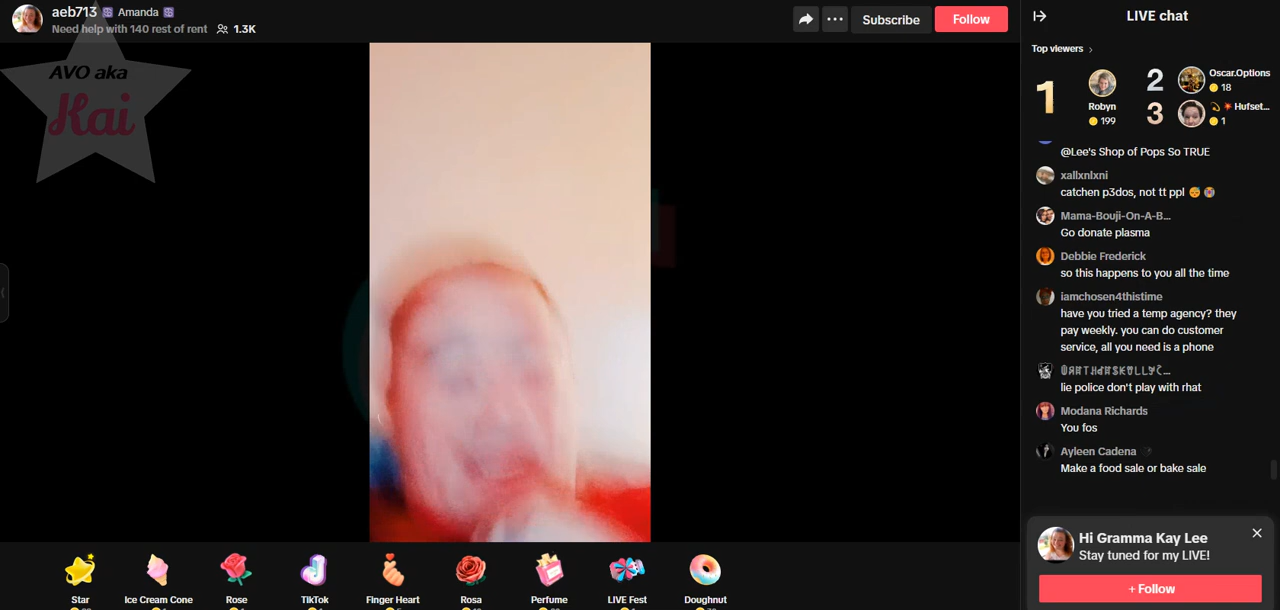 aeb713 Amanda
Need help with 140 rest of rent 1.3K
Subscribe
Follow
AVO aka
Kai
LIVE chat
Top viewers
1
Robyn
199
2
Oscar.Options
18
3
Hufset...
1
@Lee's Shop of Pops So TRUE
xallxnlxni
catchen p3dos, not tt ppl
Mama-Bouji-On-A-B...
Go donate plasma
Debbie Frederick
so this happens to you all the time
iamchosen4thistime
have you tried a temp agency? they
pay weekly. you can do customer
service, all you need is a phone
lie police don't play with rhat
Modana Richards
You fos
Ayleen Cadena
Make a food sale or bake sale
Hi Gramma Kay Lee
Stay tuned for my LIVE!
+ Follow
Star
Ice Cream Cone
Rose
TikTok
Finger Heart
Rosa
Perfume
LIVE Fest
Doughnut